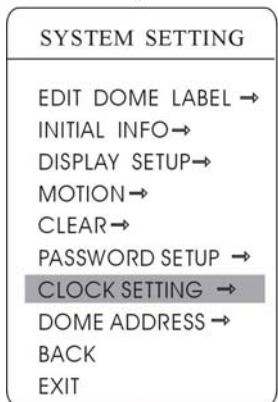 SYSTEM SETTING
EDIT DOME LABEL →
INITIAL INFO→
DISPLAY SETUP→
MOTION→
CLEAR→
PASSWORD SETUP →
CLOCK SETTING →
DOME ADDRESS→
BACK
EXIT